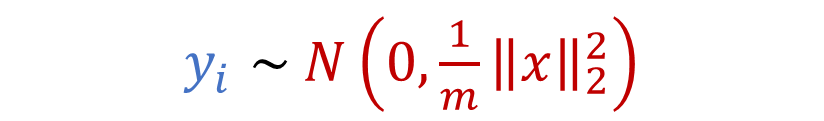 yᵢ ~ N(0, 1/m ‖x‖₂²)